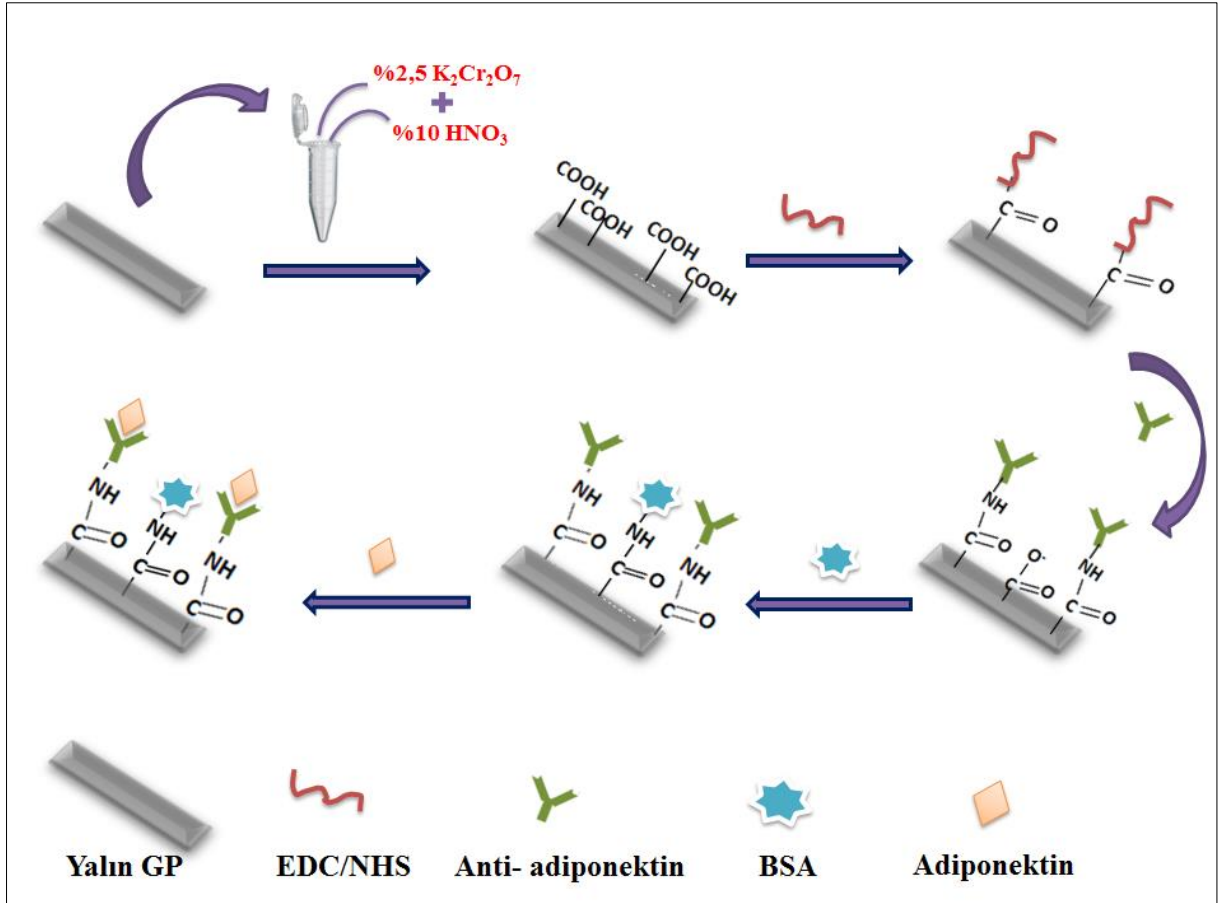 %2,5 K₂Cr₂O₇
+
%10 HNO₃
COOH
COOH
COOH
COOH
C
O
C
O
NH
C
O
NH
C
O
NH
C
O
NH
C
O
NH
C
O
NH
C
O
NH
C
O
O-
C
O
NH
C
O
Yalın GP
EDC/NHS
Anti- adiponektin
BSA
Adiponektin